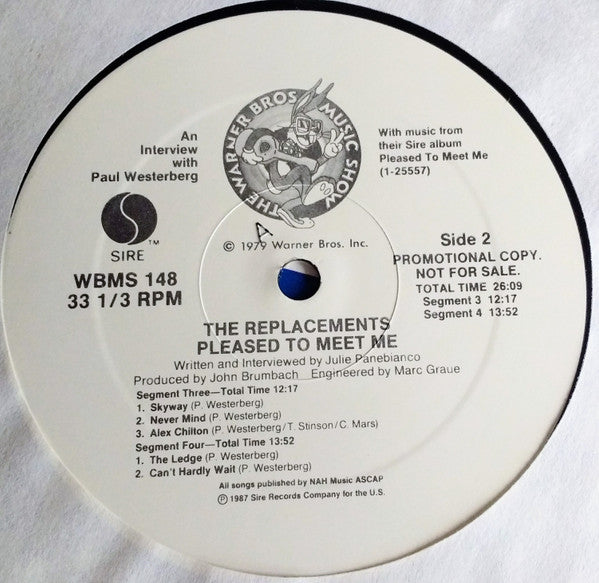 THE WARNER BROS. MUSIC SHOW
An
Interview
with
Paul Westerberg
With music from
their Sire album
Pleased To Meet Me
(1-25557)
A
© 1979 Warner Bros. Inc.
SIRE
TM
WBMS 148
33 1/3 RPM
Side 2
PROMOTIONAL COPY.
NOT FOR SALE.
TOTAL TIME 26:09
Segment 3 12:17
Segment 4 13:52
THE REPLACEMENTS
PLEASED TO MEET ME
Written and Interviewed by Julie Panebianco
Produced by John Brumbach Engineered by Marc Graue
Segment Three—Total Time 12:17
1. Skyway (P. Westerberg)
2. Never Mind (P. Westerberg)
3. Alex Chilton (P. Westerberg/T. Stinson/C. Mars)
Segment Four—Total Time 13:52
1. The Ledge (P. Westerberg)
2. Can't Hardly Wait (P. Westerberg)
All songs published by NAH Music ASCAP
℗ 1987 Sire Records Company for the U.S.